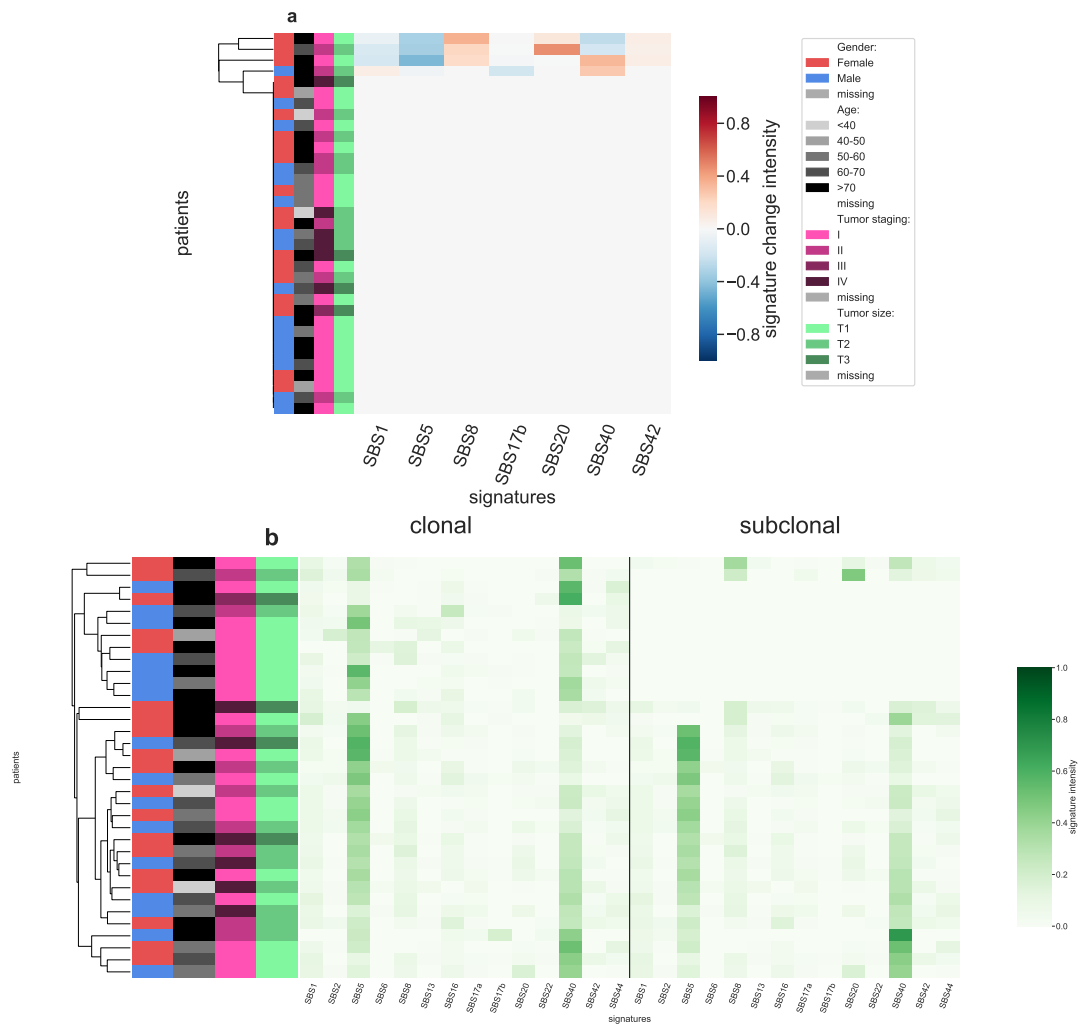 a
Gender:
Female
Male
missing
Age:
<40
40-50
50-60
60-70
>70
missing
Tumor staging:
I
II
III
IV
missing
Tumor size:
T1
T2
T3
missing
0.8
0.4
0.0
−0.4
−0.8
signature change intensity
patients
SBS1
SBS5
SBS8
SBS17b
SBS20
SBS40
SBS42
signatures
b
clonal
subclonal
patients
1.0
0.8
0.6
0.4
0.2
0.0
signature intensity
SBS1
SBS2
SBS5
SBS6
SBS8
SBS13
SBS16
SBS17a
SBS17b
SBS20
SBS22
SBS40
SBS42
SBS44
SBS1
SBS2
SBS5
SBS6
SBS8
SBS13
SBS16
SBS17a
SBS17b
SBS20
SBS22
SBS40
SBS42
SBS44
signatures